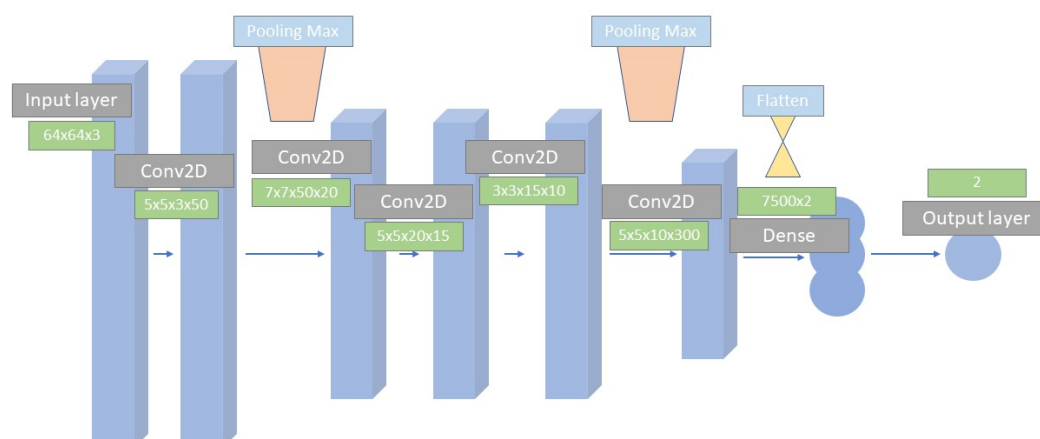 Pooling Max
Pooling Max
Input layer
64x64x3
Conv2D
5x5x3x50
Conv2D
7x7x50x20
Conv2D
5x5x20x15
Conv2D
3x3x15x10
Conv2D
5x5x10x300
Flatten
7500x2
Dense
2
Output layer